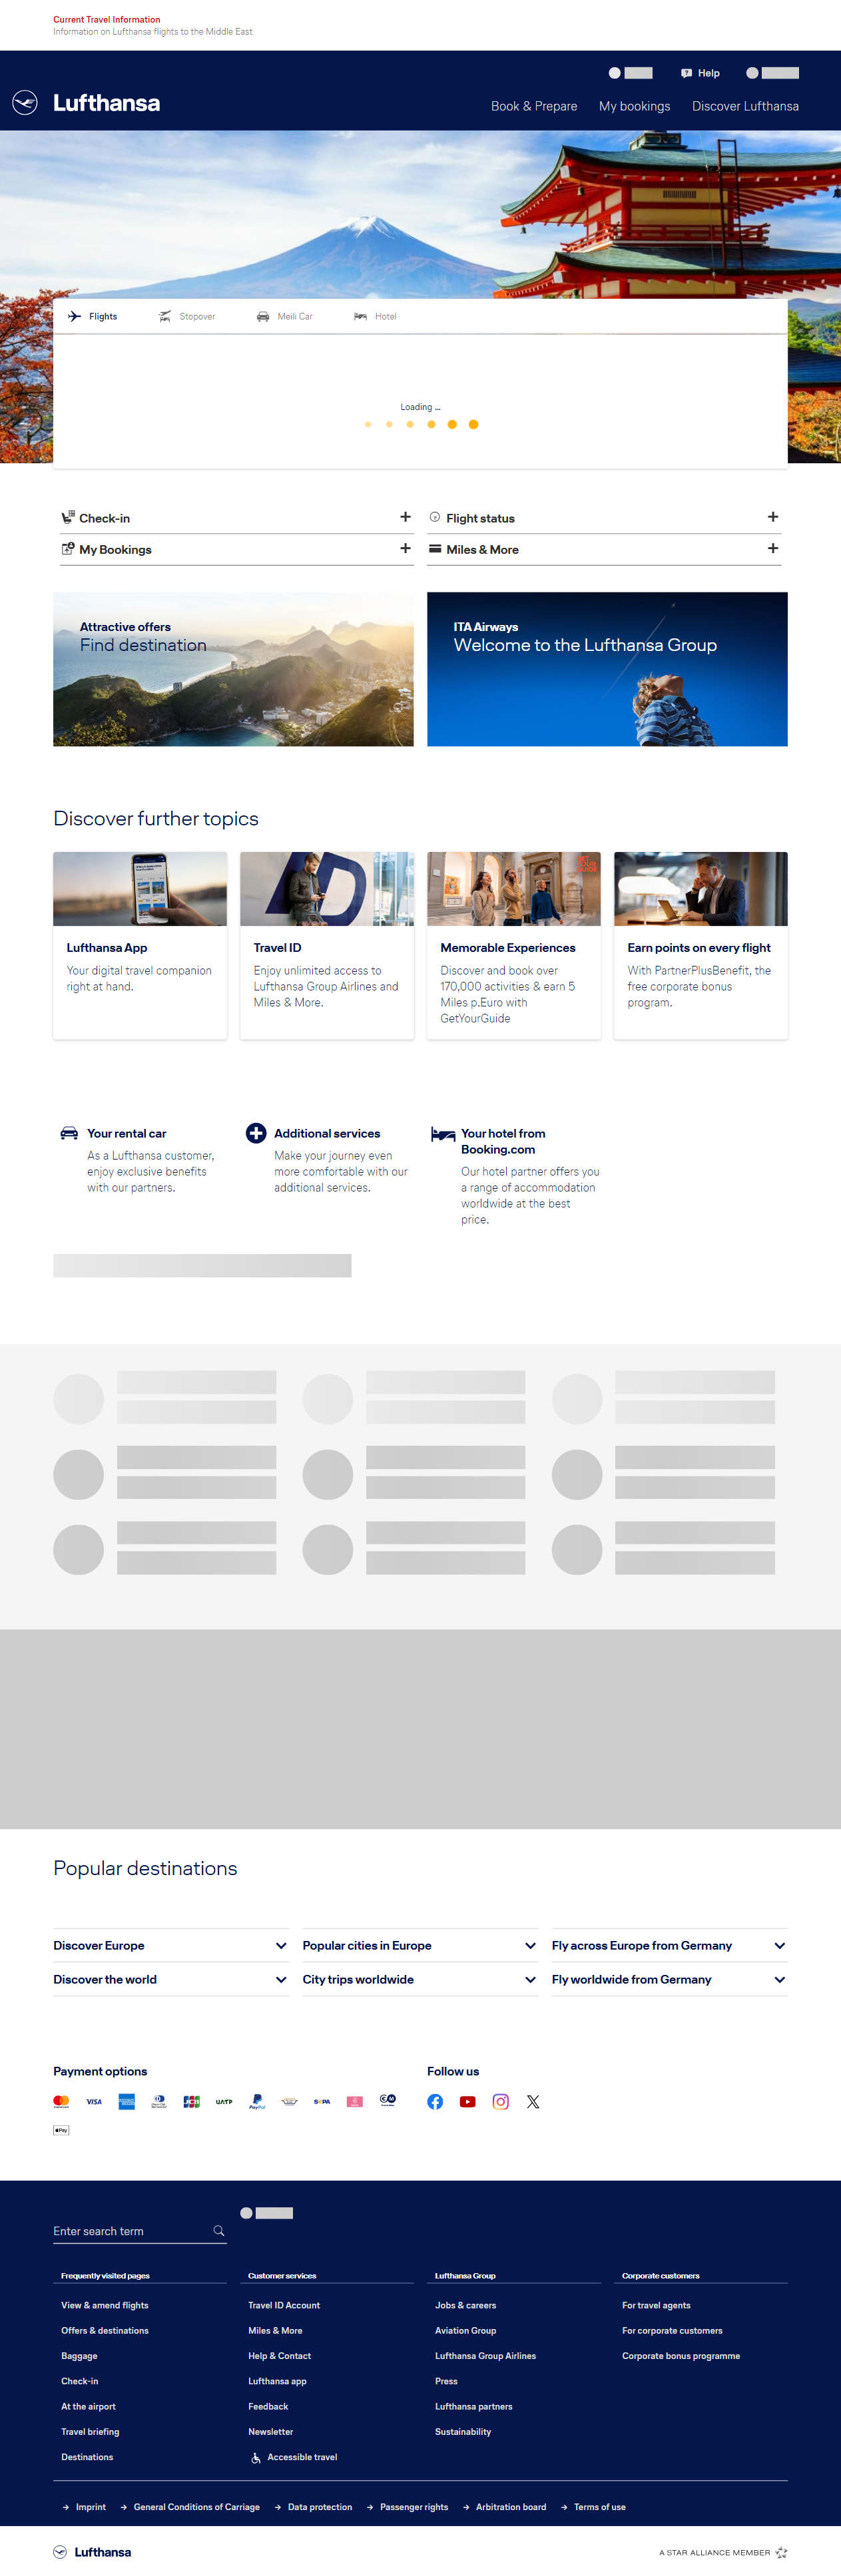 Current Travel Information
Information on Lufthansa flights to the Middle East
Help
Lufthansa
Book & Prepare
My bookings
Discover Lufthansa
Flights
Stopover
Meili Car
Hotel
Loading ...
Check-in
Flight status
My Bookings
Miles & More
Attractive offers
Find destination
ITA Airways
Welcome to the Lufthansa Group
Discover further topics
Lufthansa App
Your digital travel companion
right at hand.
Travel ID
Enjoy unlimited access to
Lufthansa Group Airlines and
Miles & More.
Memorable Experiences
Discover and book over
170,000 activities & earn 5
Miles p.Euro with
GetYourGuide
Earn points on every flight
With PartnerPlusBenefit, the
free corporate bonus
program.
Your rental car
As a Lufthansa customer,
enjoy exclusive benefits
with our partners.
Additional services
Make your journey even
more comfortable with our
additional services.
Your hotel from
Booking.com
Our hotel partner offers you
a range of accommodation
worldwide at the best
price.
Popular destinations
Discover Europe
Popular cities in Europe
Fly across Europe from Germany
Discover the world
City trips worldwide
Fly worldwide from Germany
Payment options
VISA
JCB
UATP
PayPal
SEPA
Pay
Follow us
Enter search term
Frequently visited pages
View & amend flights
Offers & destinations
Baggage
Check-in
At the airport
Travel briefing
Destinations
Customer services
Travel ID Account
Miles & More
Help & Contact
Lufthansa app
Feedback
Newsletter
Accessible travel
Lufthansa Group
Jobs & careers
Aviation Group
Lufthansa Group Airlines
Press
Lufthansa partners
Sustainability
Corporate customers
For travel agents
For corporate customers
Corporate bonus programme
Imprint
General Conditions of Carriage
Data protection
Passenger rights
Arbitration board
Terms of use
Lufthansa
A STAR ALLIANCE MEMBER